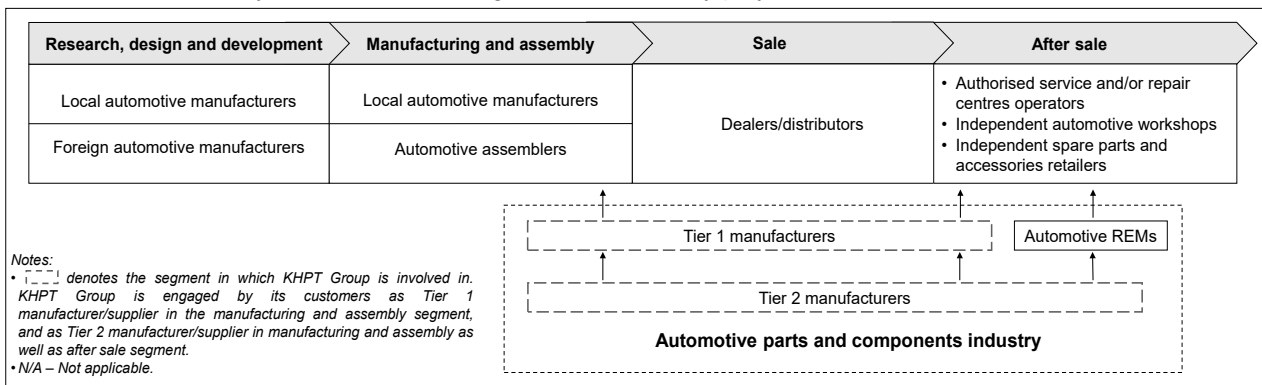 Research, design and development
Manufacturing and assembly
Sale
After sale
Local automotive manufacturers
Foreign automotive manufacturers
Local automotive manufacturers
Automotive assemblers
Dealers/distributors
• Authorised service and/or repair
centres operators
• Independent automotive workshops
• Independent spare parts and
accessories retailers
Tier 1 manufacturers
Automotive REMs
Tier 2 manufacturers
Automotive parts and components industry
Notes:
• denotes the segment in which KHPT Group is involved in.
KHPT Group is engaged by its customers as Tier 1
manufacturer/supplier in the manufacturing and assembly segment,
and as Tier 2 manufacturer/supplier in manufacturing and assembly as
well as after sale segment.
• N/A – Not applicable.